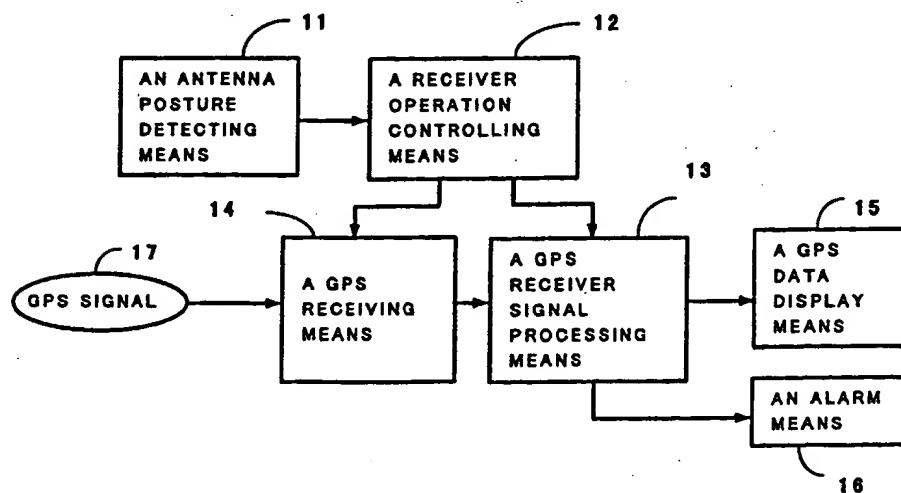 11
12
AN ANTENNA
POSTURE
DETECTING
MEANS
A RECEIVER
OPERATION
CONTROLLING
MEANS
13
14
15
17
GPS SIGNAL
A GPS
RECEIVING
MEANS
A GPS
RECEIVER
SIGNAL
PROCESSING
MEANS
A GPS
DATA
DISPLAY
MEANS
AN ALARM
MEANS
16